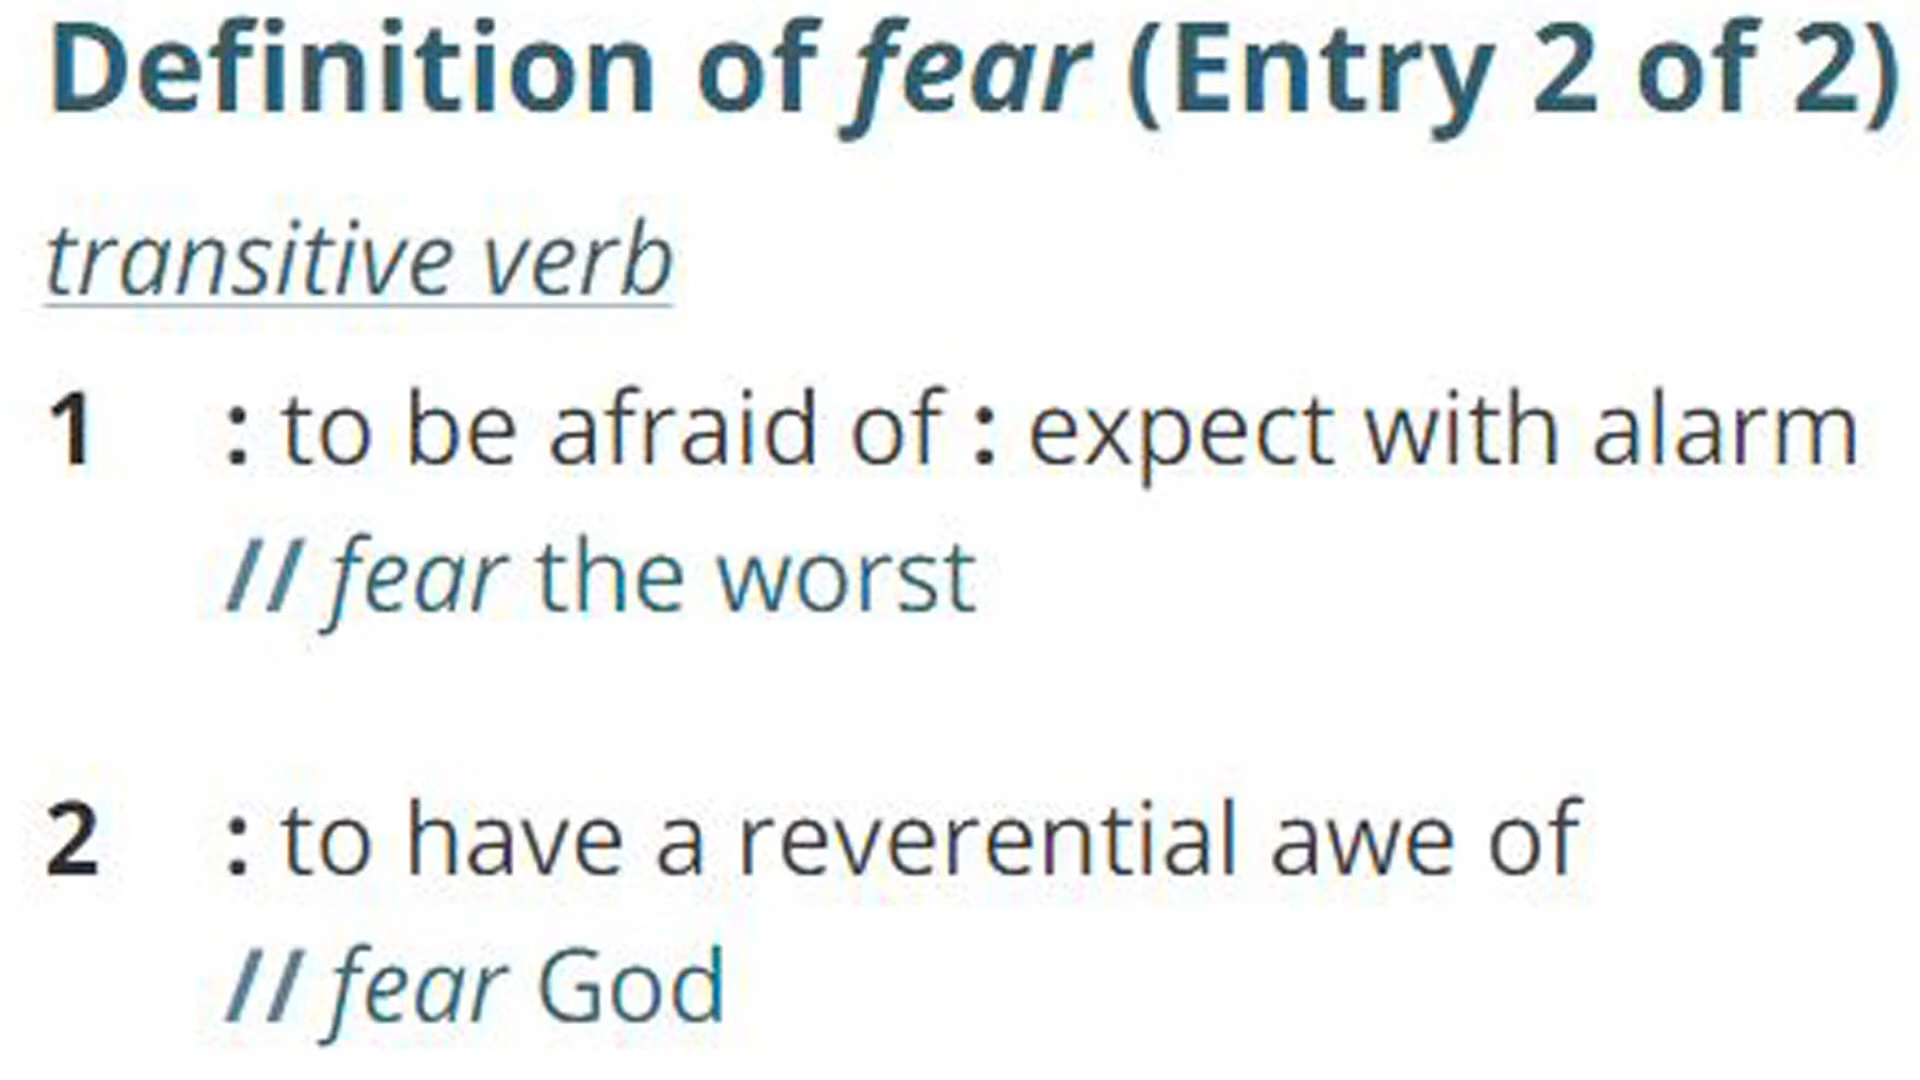 Definition of fear (Entry 2 of 2)
transitive verb
1 : to be afraid of : expect with alarm
// fear the worst
2 : to have a reverential awe of
// fear God